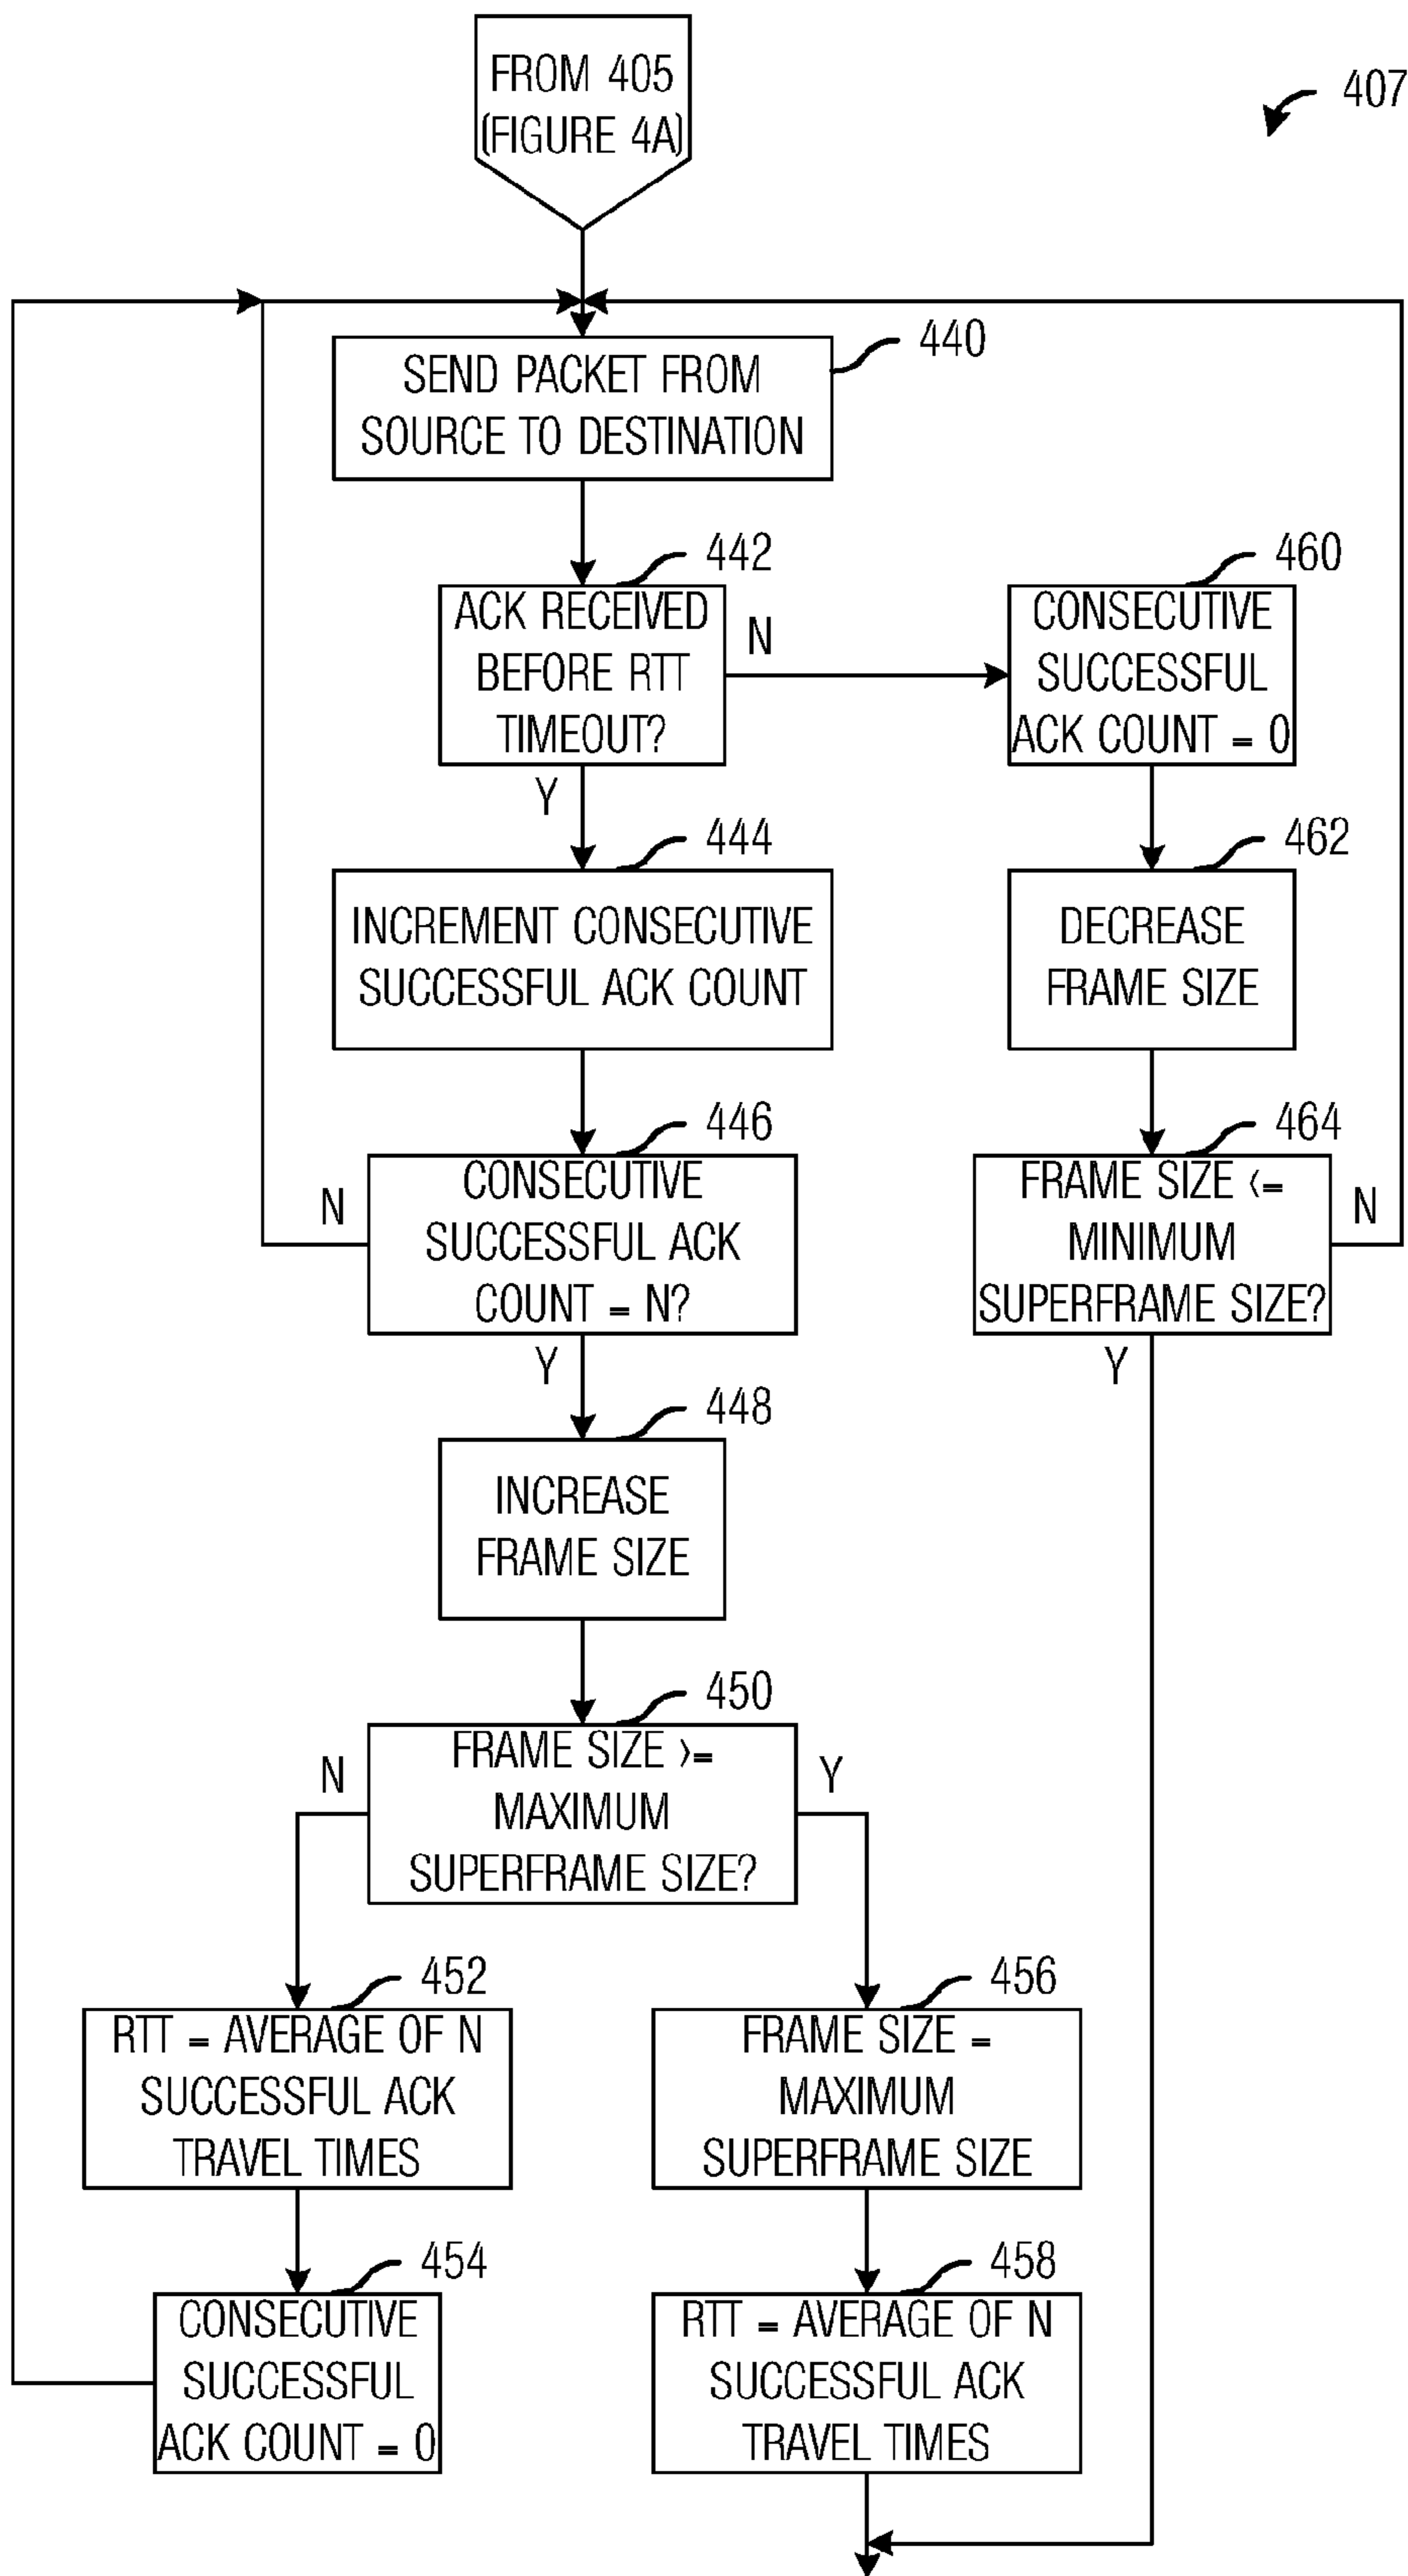 FROM 405
(FIGURE 4A)
407
440
SEND PACKET FROM
SOURCE TO DESTINATION
442
ACK RECEIVED
BEFORE RTT
TIMEOUT?
N
Y
460
CONSECUTIVE
SUCCESSFUL
ACK COUNT = 0
444
INCREMENT CONSECUTIVE
SUCCESSFUL ACK COUNT
462
DECREASE
FRAME SIZE
446
CONSECUTIVE
SUCCESSFUL ACK
COUNT = N?
N
Y
464
FRAME SIZE <=
MINIMUM
SUPERFRAME SIZE?
N
Y
448
INCREASE
FRAME SIZE
450
FRAME SIZE >=
MAXIMUM
SUPERFRAME SIZE?
N
Y
452
RTT = AVERAGE OF N
SUCCESSFUL ACK
TRAVEL TIMES
456
FRAME SIZE =
MAXIMUM
SUPERFRAME SIZE
454
CONSECUTIVE
SUCCESSFUL
ACK COUNT = 0
458
RTT = AVERAGE OF N
SUCCESSFUL ACK
TRAVEL TIMES